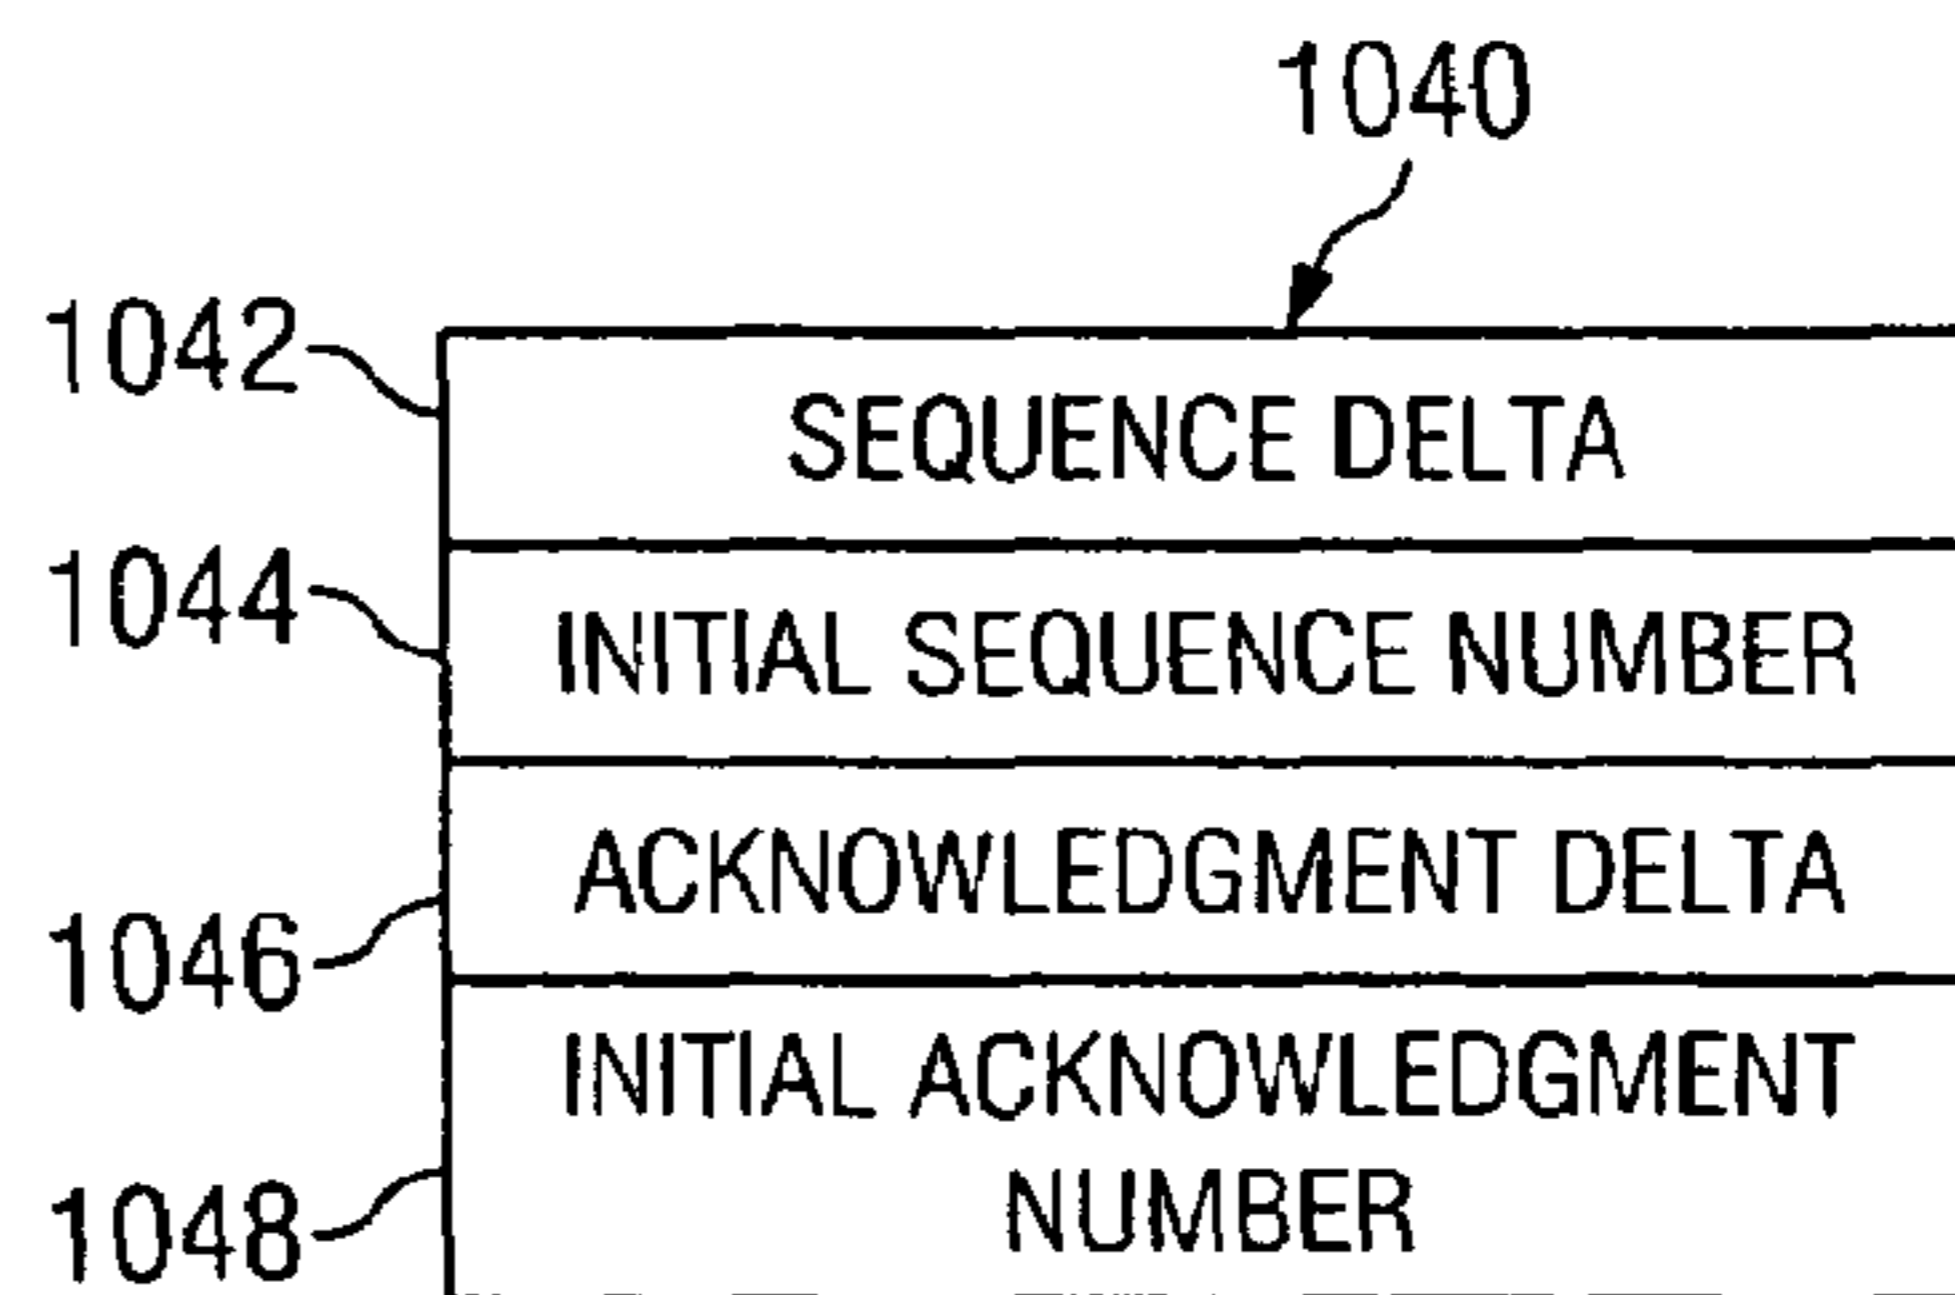 1040
1042
SEQUENCE DELTA
1044
INITIAL SEQUENCE NUMBER
ACKNOWLEDGMENT DELTA
1046
INITIAL ACKNOWLEDGMENT
NUMBER
1048